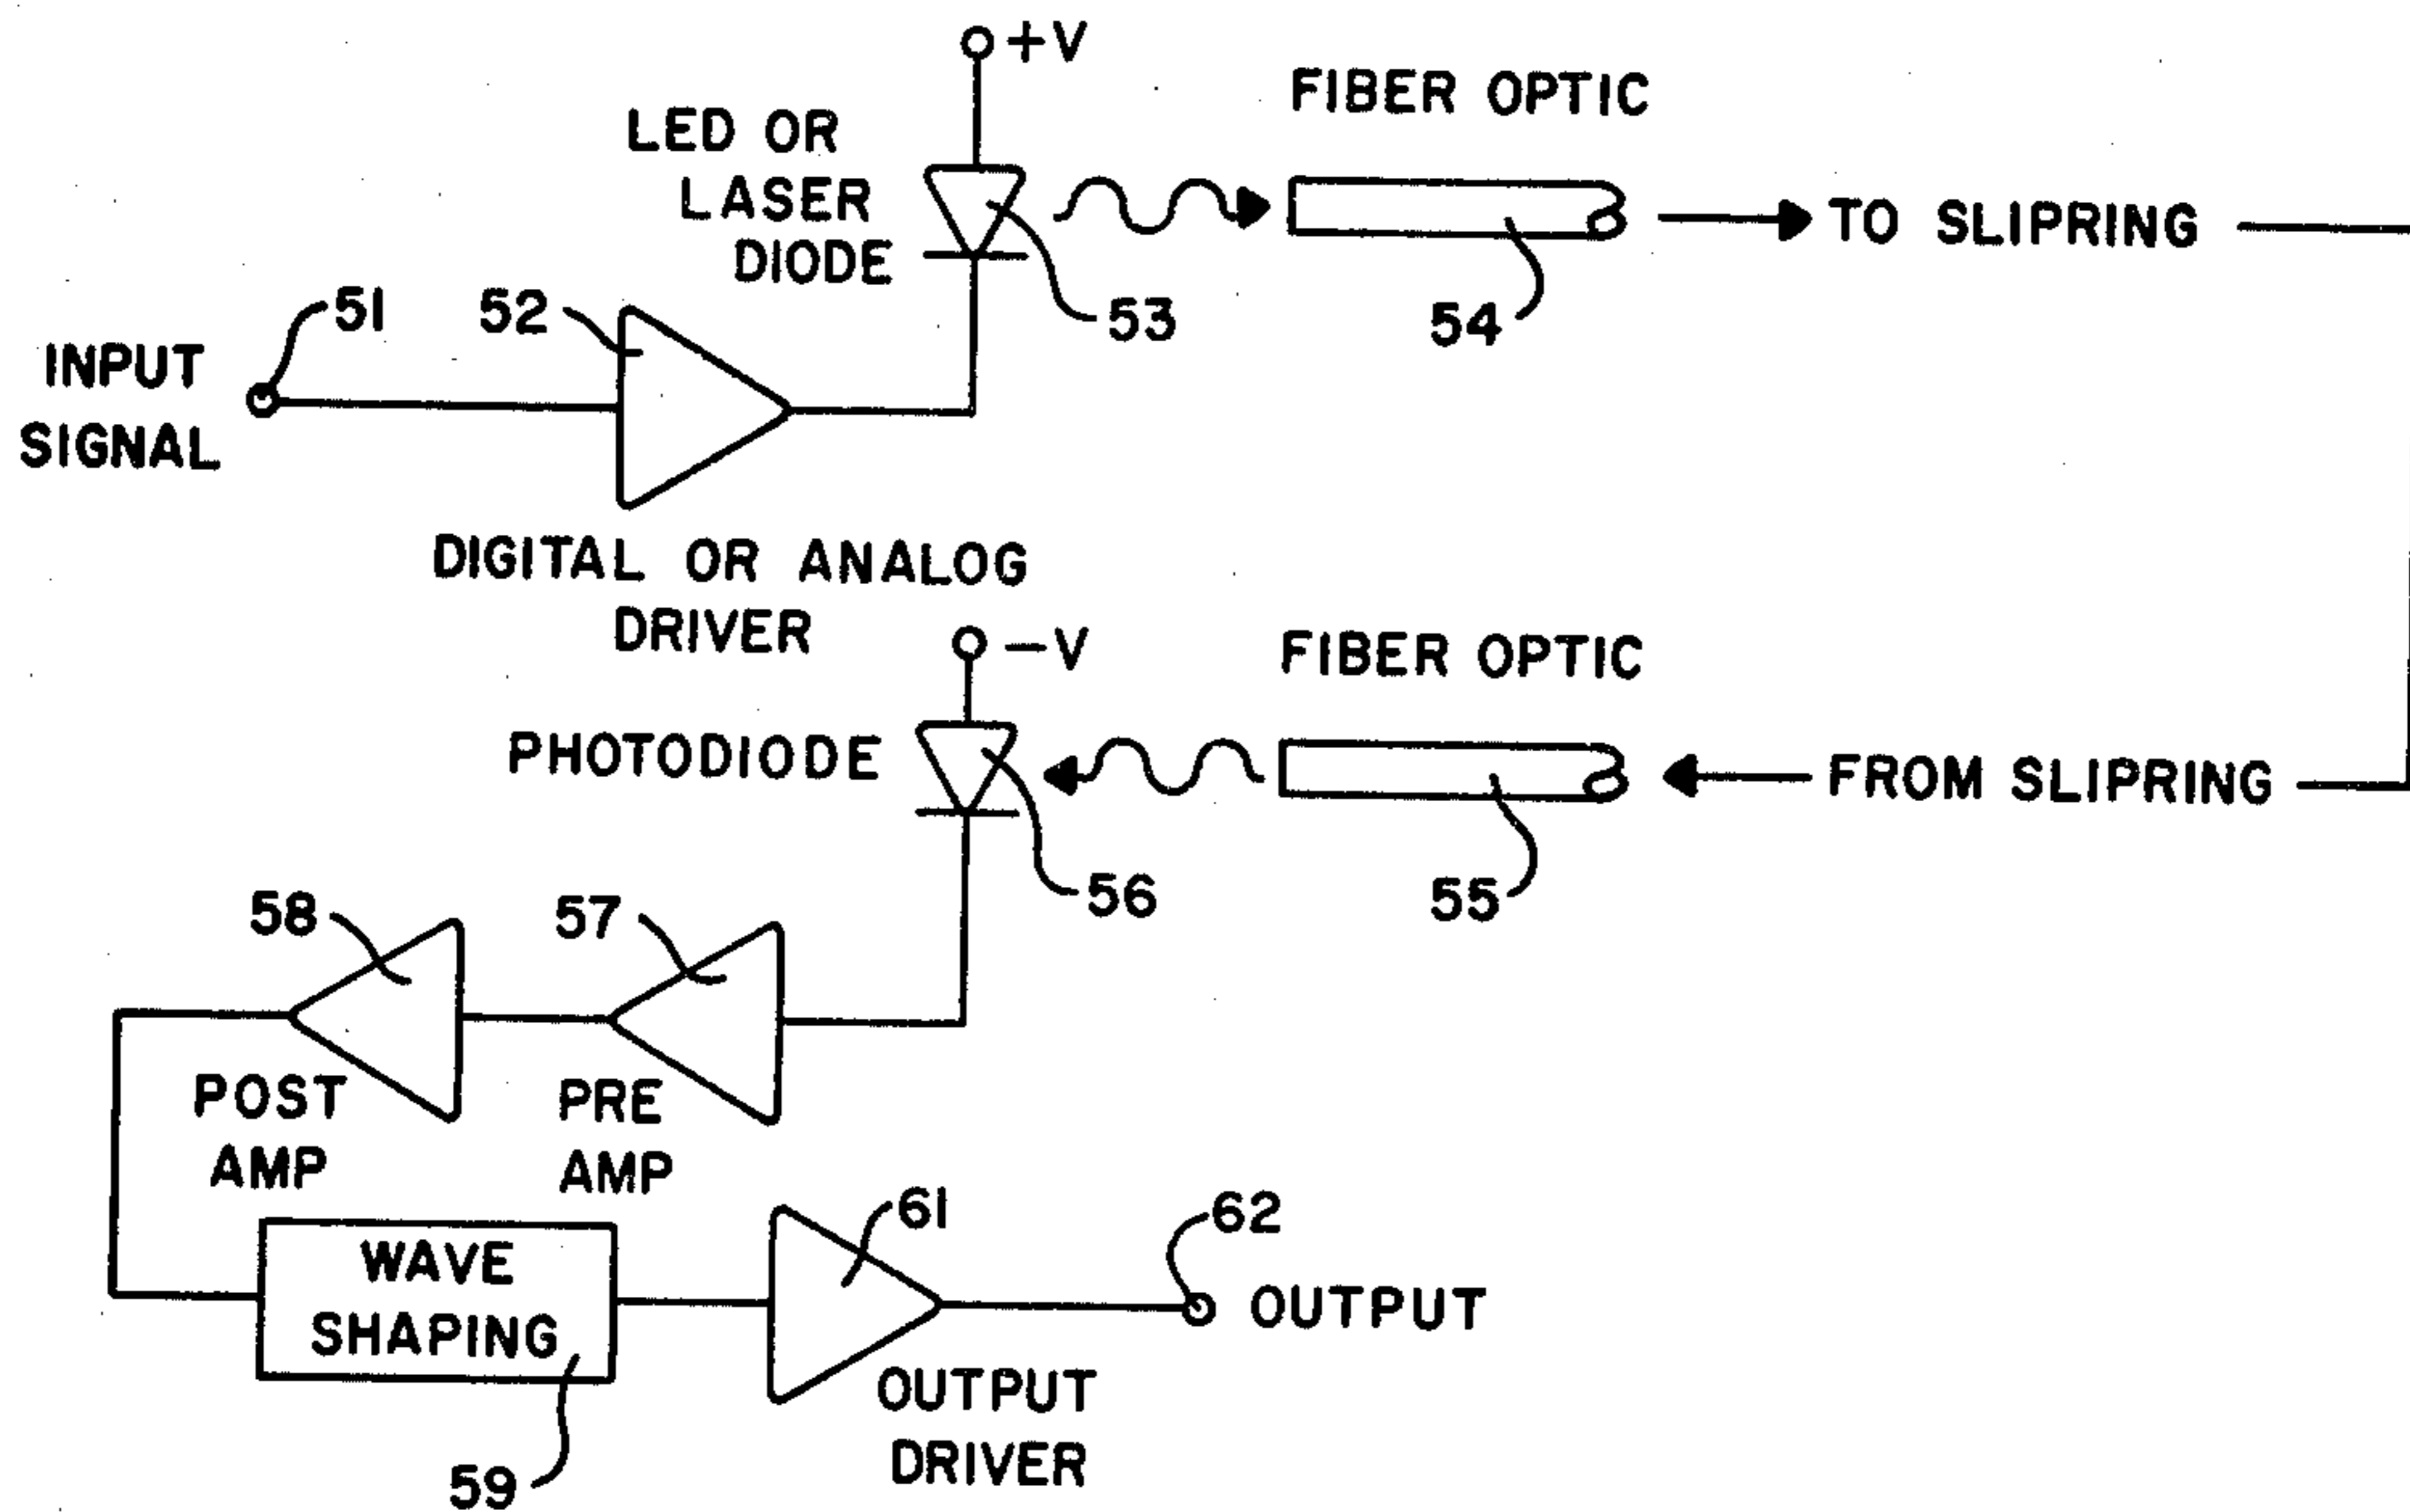 +V
FIBER OPTIC
LED OR
LASER
DIODE
TO SLIPRING
51
52
53
54
INPUT
SIGNAL
DIGITAL OR ANALOG
DRIVER
-V
FIBER OPTIC
PHOTODIODE
FROM SLIPRING
58
57
56
55
POST
AMP
PRE
AMP
61
62
WAVE
SHAPING
OUTPUT
OUTPUT
DRIVER
59